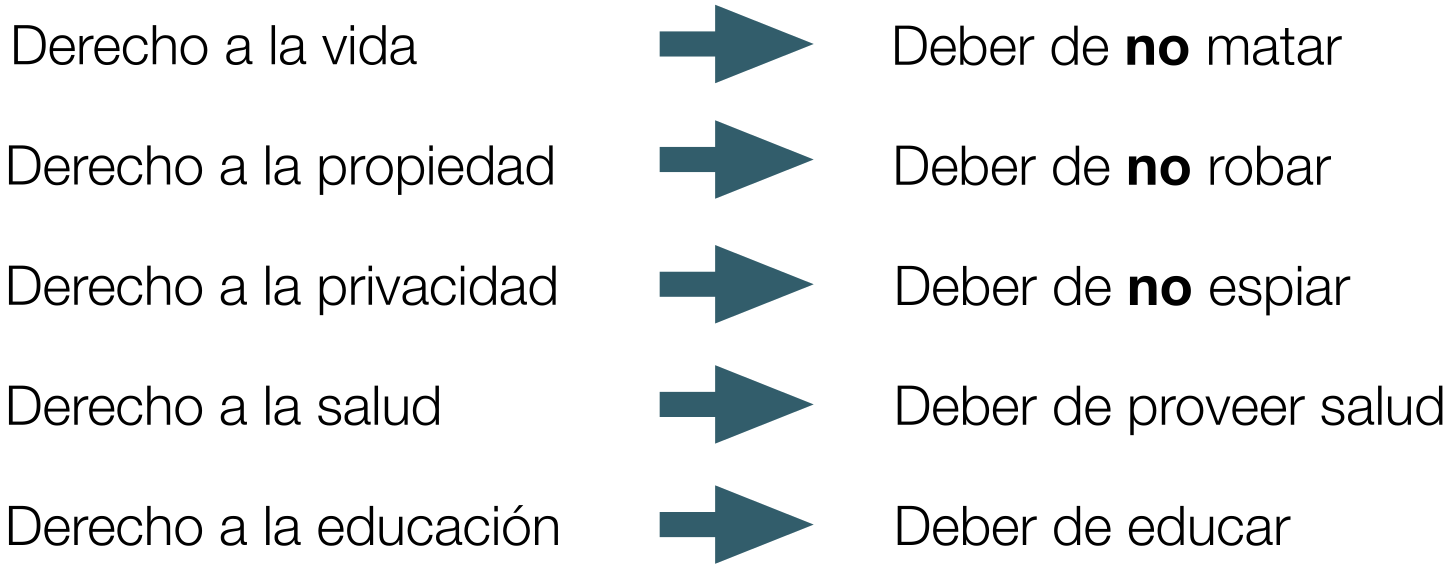 Derecho a la vida Deber de no matar
Derecho a la propiedad Deber de no robar
Derecho a la privacidad Deber de no espiar
Derecho a la salud Deber de proveer salud
Derecho a la educación Deber de educar